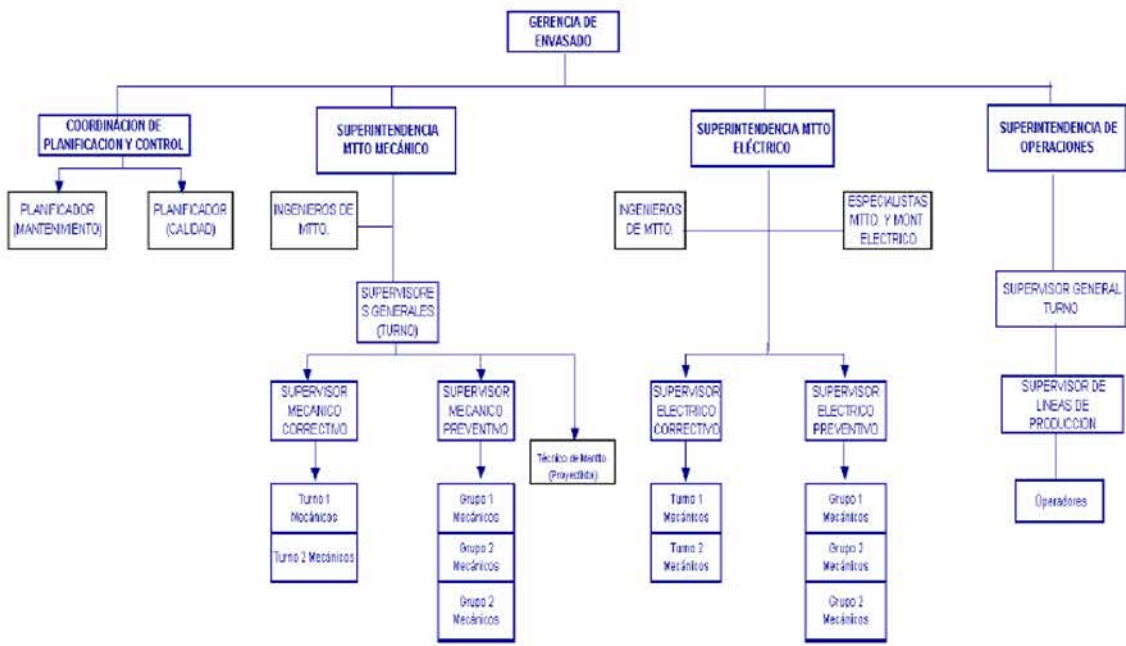 GERENCIA DE
ENVASADO
COORDINACION DE
PLANIFICACION Y CONTROL
SUPERINTENDENCIA
MTTO MECÁNICO
SUPERINTENDENCIA MTTO
ELÉCTRICO
SUPERINTENDENCIA DE
OPERACIONES
PLANIFICADOR
(MANTENIMIENTO)
PLANIFICADOR
(CALIDAD)
INGENIEROS DE
MTTO.
INGENIEROS
DE MTTO.
ESPECIALISTAS
MTTO. Y MONT
ELECTRICO
SUPERVISORE
S GENERALES
(TURNO)
SUPERVISOR GENERAL
TURNO
SUPERVISOR
MECANICO
CORRECTIVO
SUPERVISOR
MECANICO
PREVENTIVO
Técnico de Mantto
(Proyectista)
SUPERVISOR
ELECTRICO
CORRECTIVO
SUPERVISOR
ELECTRICO
PREVENTIVO
SUPERVISOR DE
LINEAS DE
PRODUCCION
Turno 1
Mecánicos
Turno 2 Mecánicos
Grupo 1
Mecánicos
Grupo 2
Mecánicos
Grupo 2
Mecánicos
Turno 1
Mecánicos
Turno 2
Mecánicos
Grupo 1
Mecánicos
Grupo
Mecánicos
Grupo 2
Mecánicos
Operadores